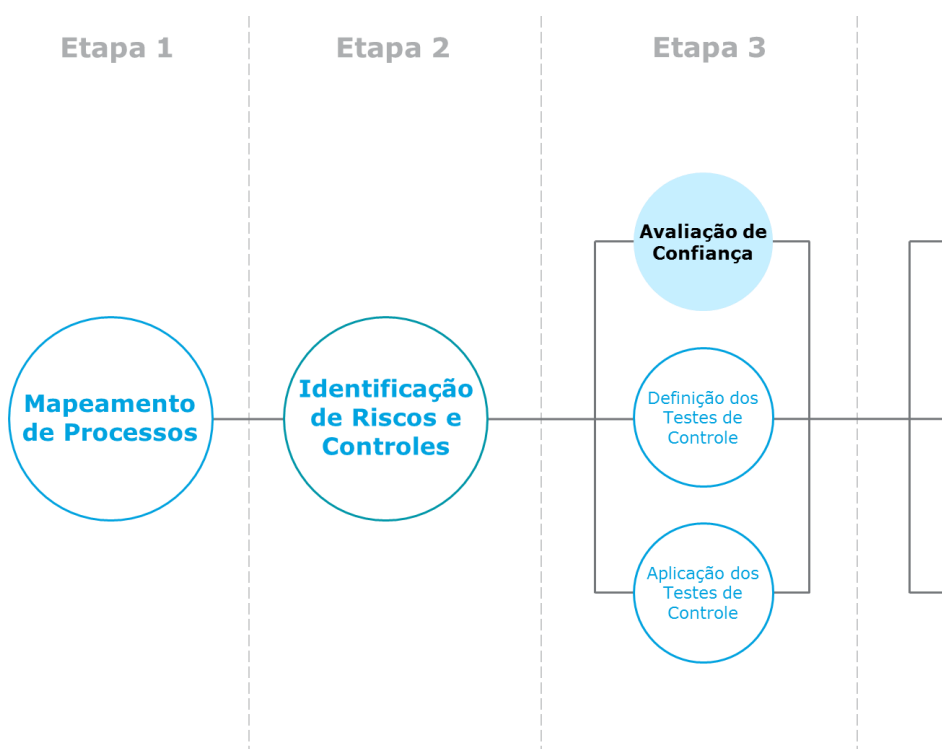 Etapa 1
Etapa 2
Etapa 3
Mapeamento
de Processos
Identificação
de Riscos e
Controles
Avaliação de
Confiança
Definição dos
Testes de
Controle
Aplicação dos
Testes de
Controle